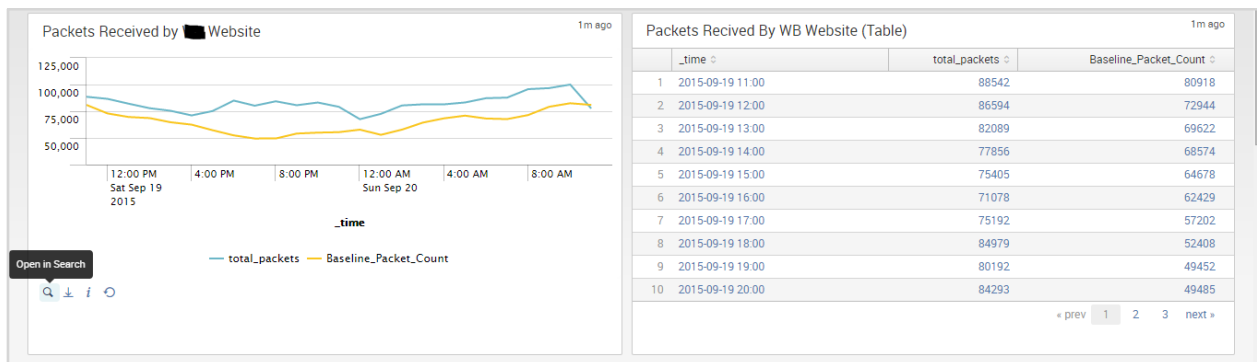 Packets Received by Website
1m ago
125,000
100,000
75,000
50,000
12:00 PM 4:00 PM 8:00 PM 12:00 AM 4:00 AM 8:00 AM
Sat Sep 19 Sun Sep 20
2015
_time
total_packets Baseline_Packet_Count
Open in Search
i
Packets Recived By WB Website (Table)
1m ago
_time total_packets Baseline_Packet_Count
1 2015-09-19 11:00 88542 80918
2 2015-09-19 12:00 86594 72944
3 2015-09-19 13:00 82089 69622
4 2015-09-19 14:00 77856 68574
5 2015-09-19 15:00 75405 64678
6 2015-09-19 16:00 71078 62429
7 2015-09-19 17:00 75192 57202
8 2015-09-19 18:00 84979 52408
9 2015-09-19 19:00 80192 49452
10 2015-09-19 20:00 84293 49485
« prev 1 2 3 next »